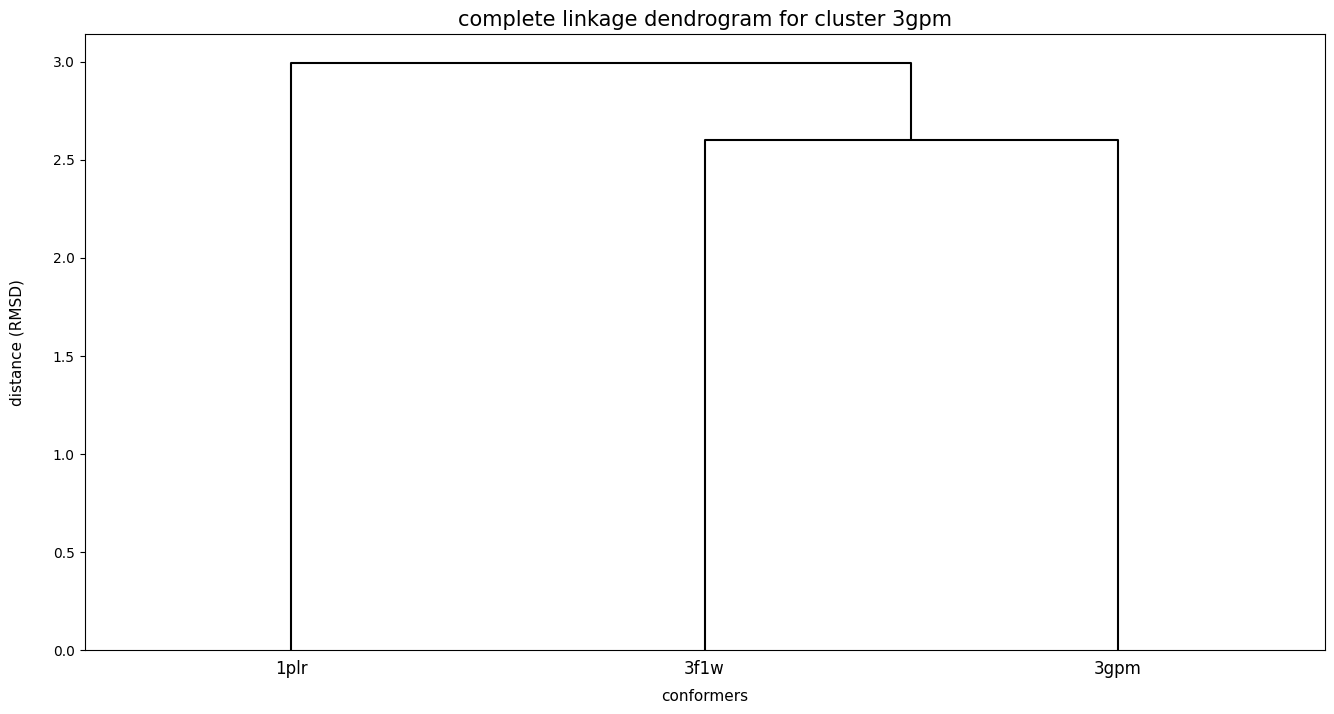 complete linkage dendrogram for cluster 3gpm
3.0
2.5
2.0
1.5
1.0
0.5
0.0
distance (RMSD)
1plr 3f1w 3gpm
conformers